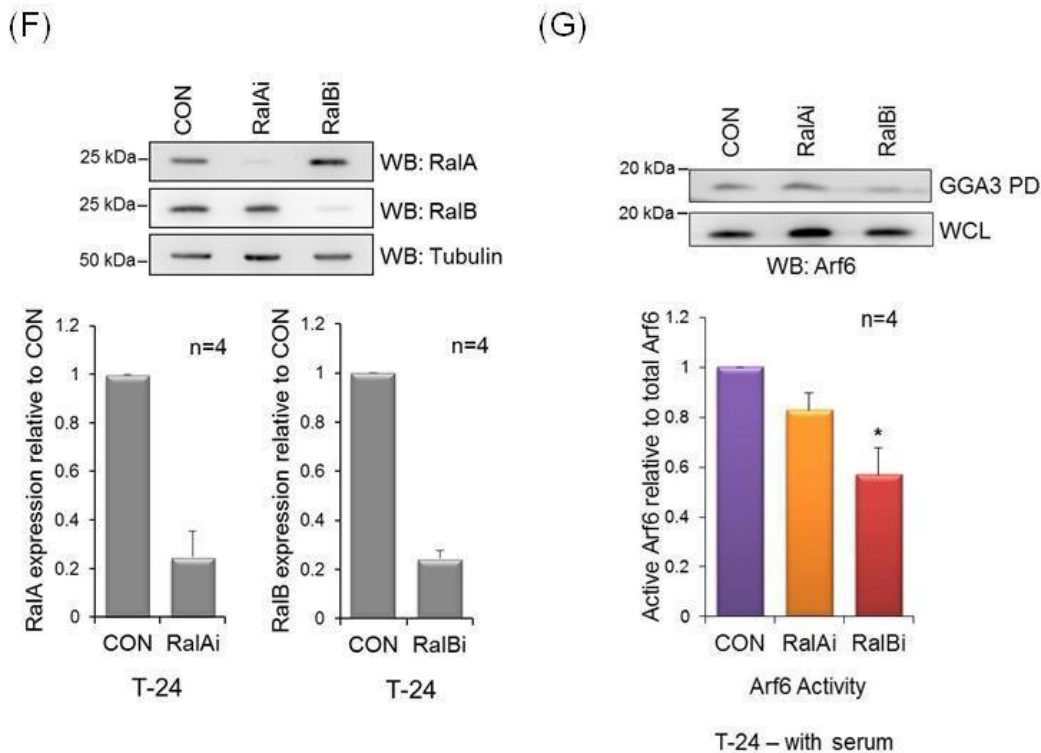 (F)
CON
RalAi
RalBi
25 kDa
WB: RalA
25 kDa
WB: RalB
50 kDa
WB: Tubulin
RalA expression relative to CON
1.2
1
0.8
0.6
0.4
0.2
0
n=4
CON RalAi
T-24
RalB expression relative to CON
1.2
1
0.8
0.6
0.4
0.2
0
n=4
CON RalBi
T-24
(G)
CON
RalAi
RalBi
20 kDa
GGA3 PD
20 kDa
WCL
WB: Arf6
Active Arf6 relative to total Arf6
1.2
1
0.8
0.6
0.4
0.2
0
n=4
*
CON RalAi RalBi
Arf6 Activity
T-24 – with serum